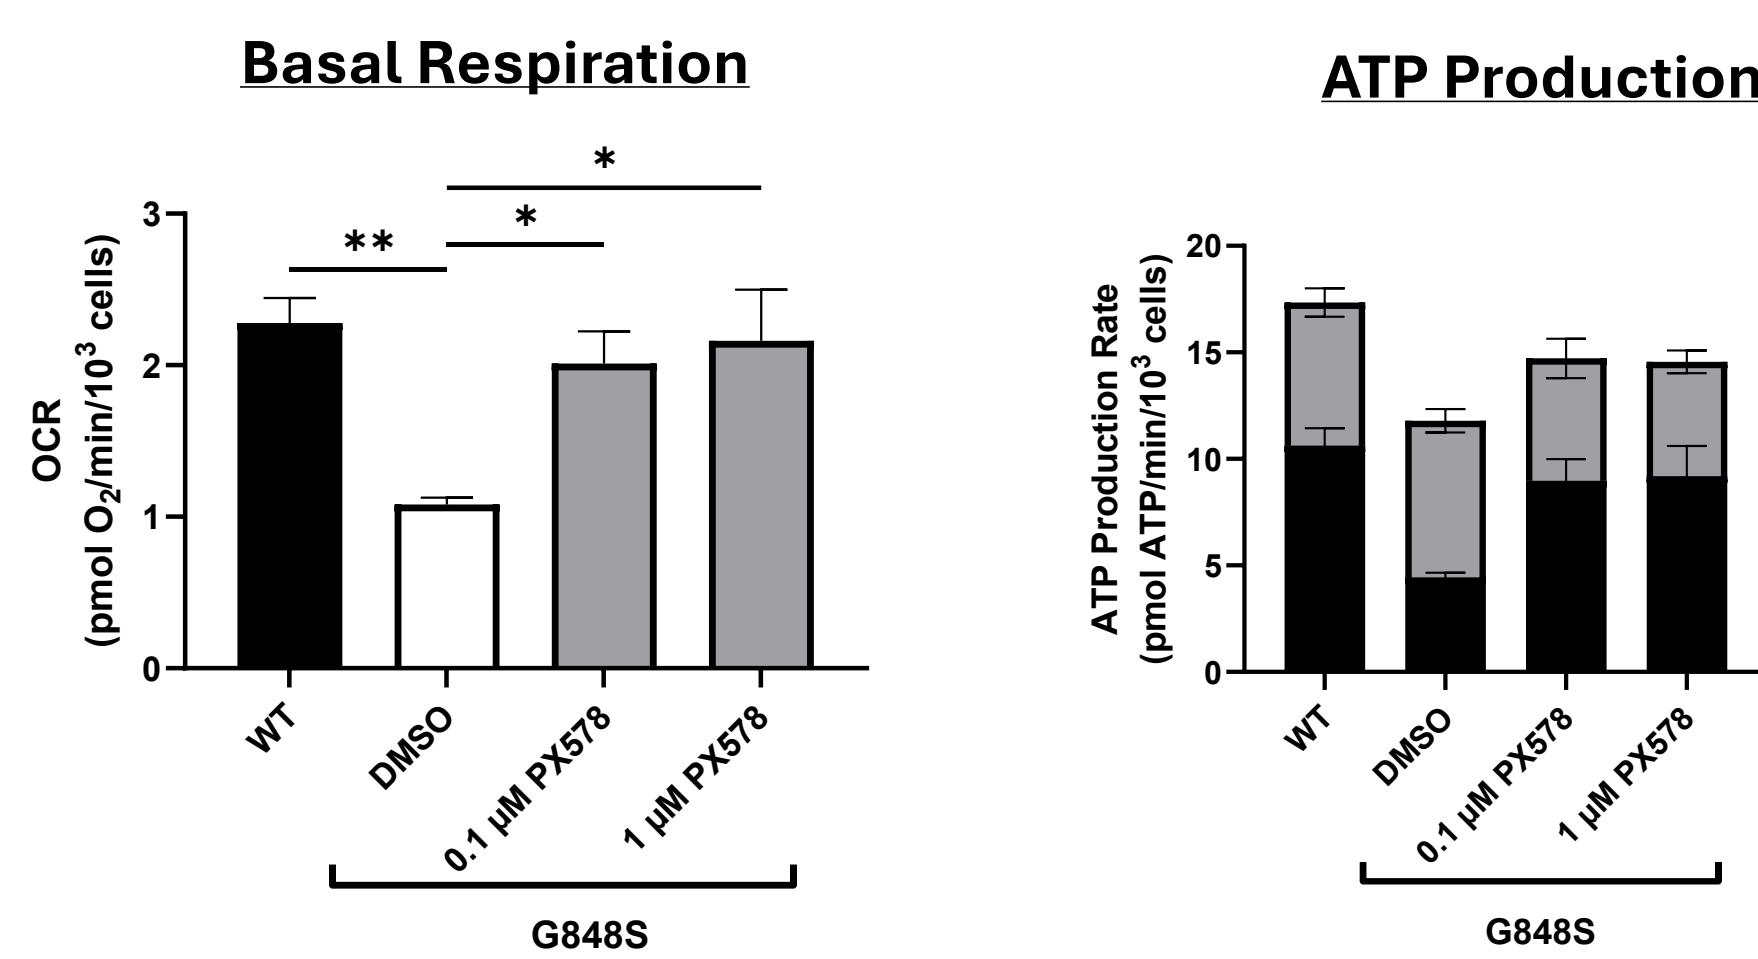 Basal Respiration
*
*
**
3
2
1
0
OCR
(pmol O₂/min/10³ cells)
WT
DMSO
0.1 µM PX578
1 µM PX578
G848S
ATP Production
20
15
10
5
0
ATP Production Rate
(pmol ATP/min/10³ cells)
WT
DMSO
0.1 µM PX578
1 µM PX578
G848S